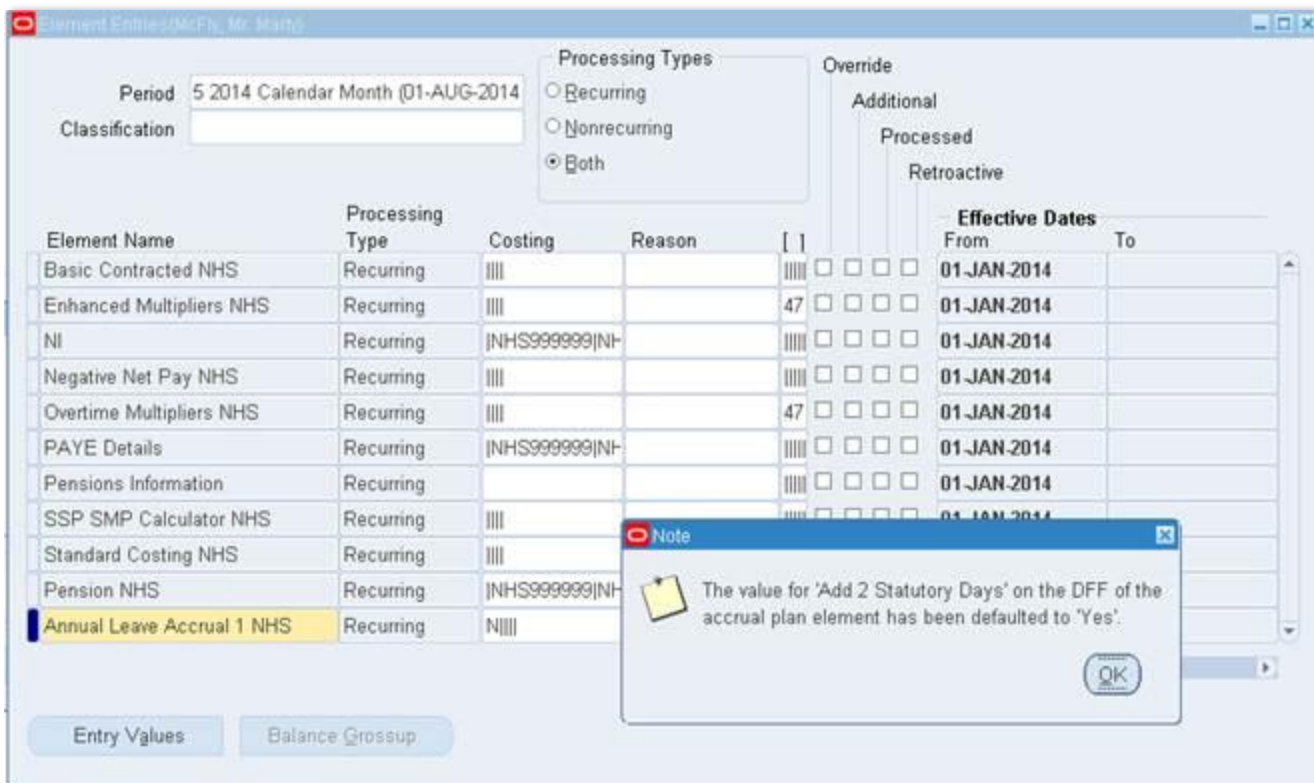 Element Entries(McFly, Mr. Marty)
Processing Types
Override
Period 5 2014 Calendar Month (01-AUG-2014
Recurring
Additional
Classification
Nonrecurring
Processed
Both
Retroactive
Processing
Effective Dates
Element Name Type Costing Reason [ ] From To
Basic Contracted NHS Recurring |||| ||||| 01-JAN-2014
Enhanced Multipliers NHS Recurring |||| 47 01-JAN-2014
NI Recurring |NHS999999|NH ||||| 01-JAN-2014
Negative Net Pay NHS Recurring |||| ||||| 01-JAN-2014
Overtime Multipliers NHS Recurring |||| 47 01-JAN-2014
PAYE Details Recurring |NHS999999|NH ||||| 01-JAN-2014
Pensions Information Recurring ||||| 01-JAN-2014
SSP SMP Calculator NHS Recurring ||||
Standard Costing NHS Recurring ||||
Pension NHS Recurring |NHS999999|NH
Annual Leave Accrual 1 NHS Recurring N||||
Note
The value for 'Add 2 Statutory Days' on the DFF of the
accrual plan element has been defaulted to 'Yes'.
OK
Entry Values Balance Grossup